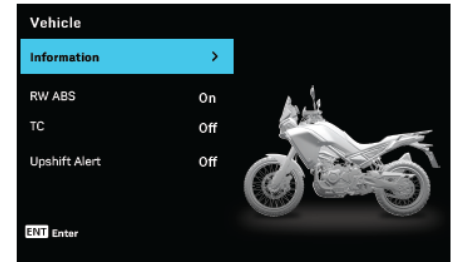 Vehicle
Information >
RW ABS On
TC Off
Upshift Alert Off
ENT Enter